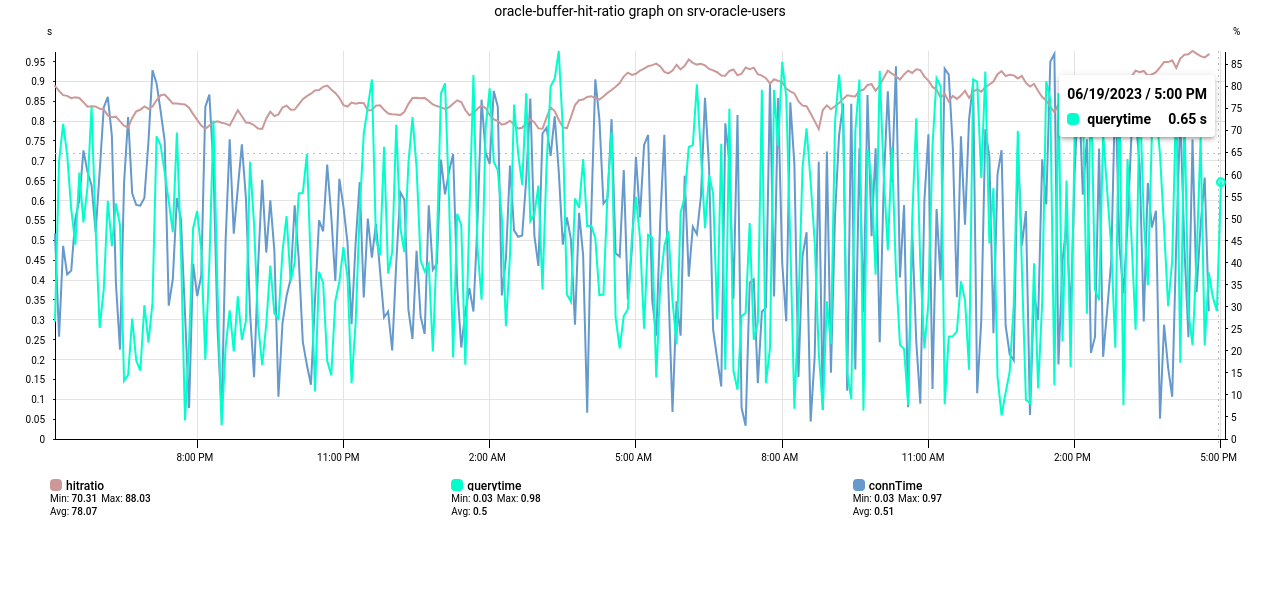 oracle-buffer-hit-ratio graph on srv-oracle-users
s %
0.95
0.9
0.85
0.8
0.75
0.7
0.65
0.6
0.55
0.5
0.45
0.4
0.35
0.3
0.25
0.2
0.15
0.1
0.05
0
85
80
75
70
65
60
55
50
45
40
35
30
25
20
15
10
5
0
06/19/2023 / 5:00 PM
querytime 0.65 s
8:00 PM 11:00 PM 2:00 AM 5:00 AM 8:00 AM 11:00 AM 2:00 PM 5:00 PM
hitratio
Min: 70.31 Max: 88.03
Avg: 78.07
querytime
Min: 0.03 Max: 0.98
Avg: 0.5
connTime
Min: 0.03 Max: 0.97
Avg: 0.51